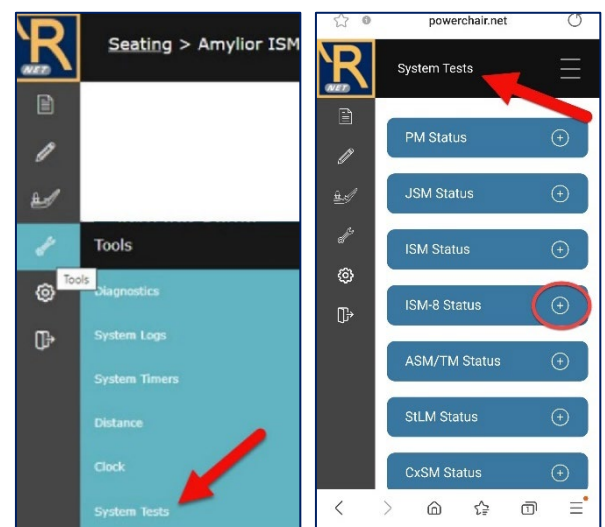 R
NET
Seating > Amylior ISM
Tools
Tools
Diagnostics
System Logs
System Timers
Distance
Clock
System Tests
powerchair.net
R
NET
System Tests
PM Status
JSM Status
ISM Status
ISM-8 Status
ASM/TM Status
StLM Status
CxSM Status
1